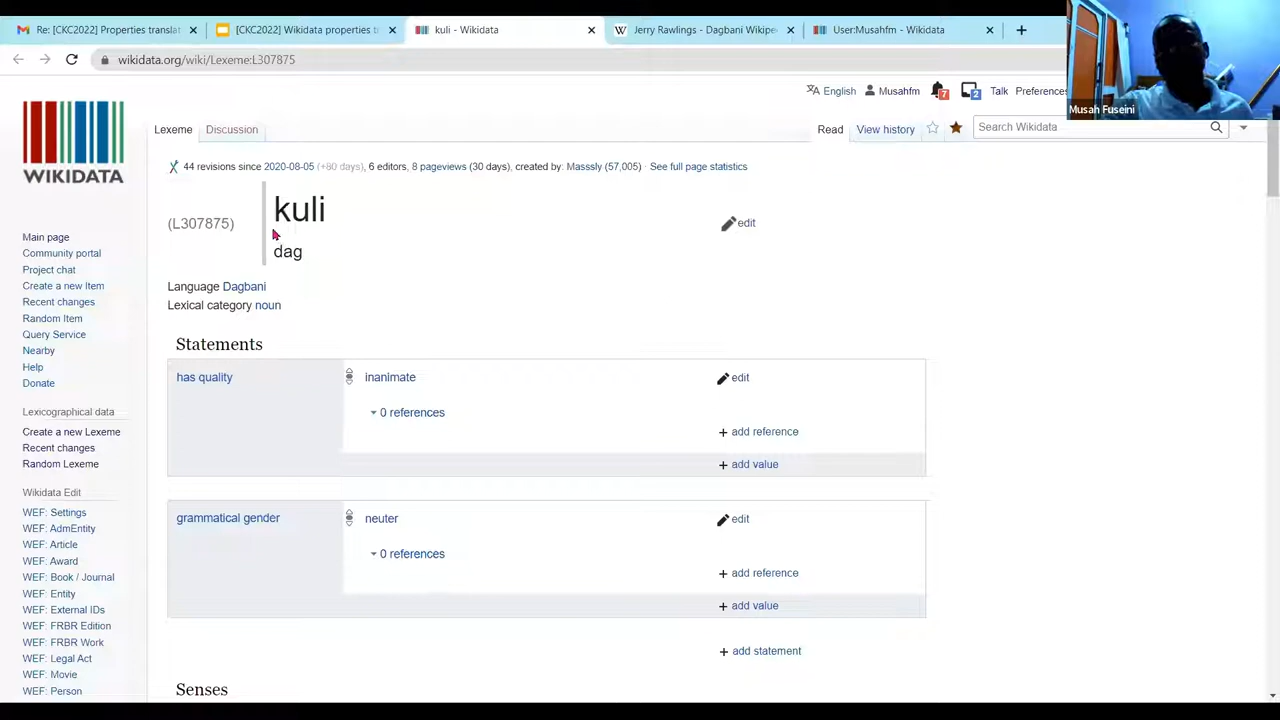 Re: [CKC2022] Properties translat
[CKC2022] Wikidata properties t
kuli - Wikidata
Jerry Rawlings - Dagbani Wikipe
User:Musahfm - Wikidata
wikidata.org/wiki/Lexeme:L307875
Musah Fuseini
English
Musahfm
7
2
Talk
Preferences
WIKIDATA
Lexeme
Discussion
Read
View history
Search Wikidata
44 revisions since 2020-08-05 (+80 days), 6 editors, 8 pageviews (30 days), created by: Masssly (57,005) · See full page statistics
(L307875)
kuli
dag
edit
Language Dagbani
Lexical category noun
Statements
has quality
inanimate
edit
0 references
+ add reference
+ add value
grammatical gender
neuter
edit
0 references
+ add reference
+ add value
+ add statement
Senses
Main page
Community portal
Project chat
Create a new Item
Recent changes
Random Item
Query Service
Nearby
Help
Donate
Lexicographical data
Create a new Lexeme
Recent changes
Random Lexeme
Wikidata Edit
WEF: Settings
WEF: AdmEntity
WEF: Article
WEF: Award
WEF: Book / Journal
WEF: Entity
WEF: External IDs
WEF: FRBR Edition
WEF: FRBR Work
WEF: Legal Act
WEF: Movie
WEF: Person